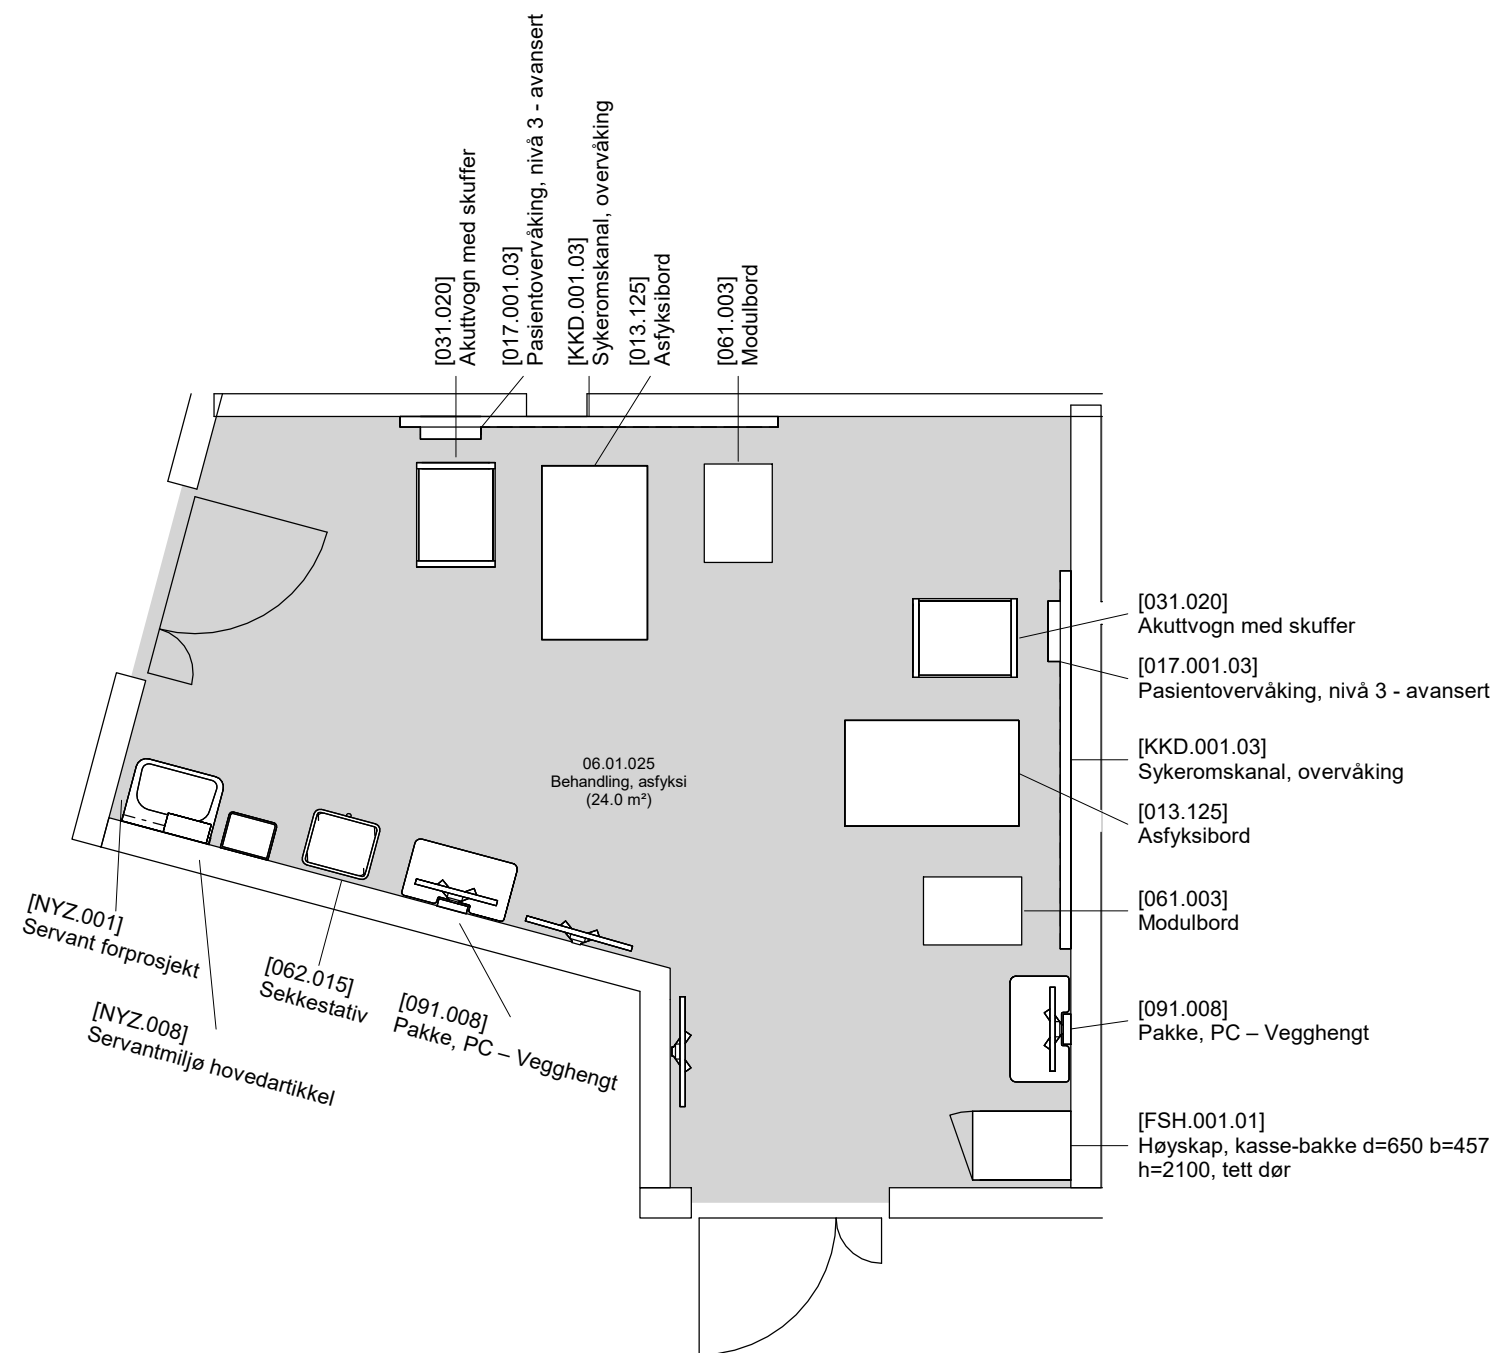 [031.020]
Akuttvogn med skuffer
[017.001.03]
Pasientovervåking, nivå 3 - avansert
[KKD.001.03]
Sykeromskanal, overvåking
[013.125]
Asfyksibord
[061.003]
Modulbord
[031.020]
Akuttvogn med skuffer
[017.001.03]
Pasientovervåking, nivå 3 - avansert
[KKD.001.03]
Sykeromskanal, overvåking
[013.125]
Asfyksibord
[061.003]
Modulbord
[091.008]
Pakke, PC – Vegghengt
[FSH.001.01]
Høyskap, kasse-bakke d=650 b=457
h=2100, tett dør
06.01.025
Behandling, asfyksi
(24.0 m²)
[NYZ.001]
Servant forprosjekt
[NYZ.008]
Servantmiljø hovedartikkel
[062.015]
Sekkestativ
[091.008]
Pakke, PC – Vegghengt